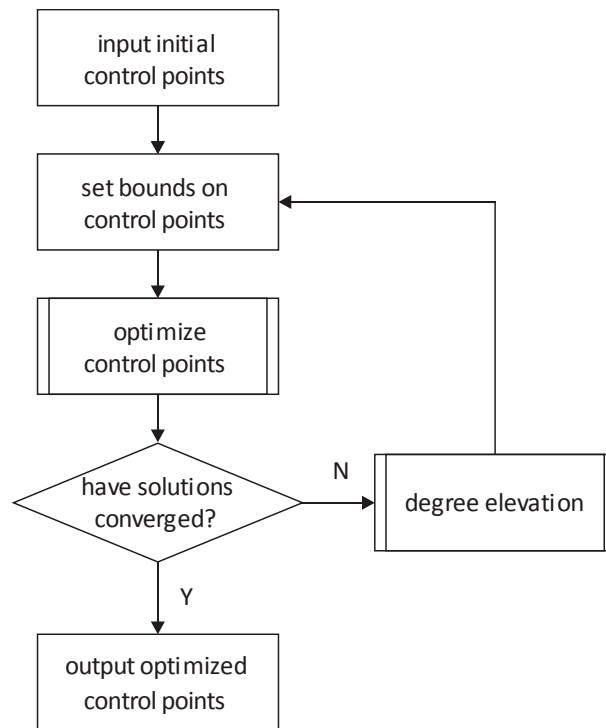 input initial
control points
set bounds on
control points
optimize
control points
have solutions
converged?
N
degree elevation
Y
output optimized
control points